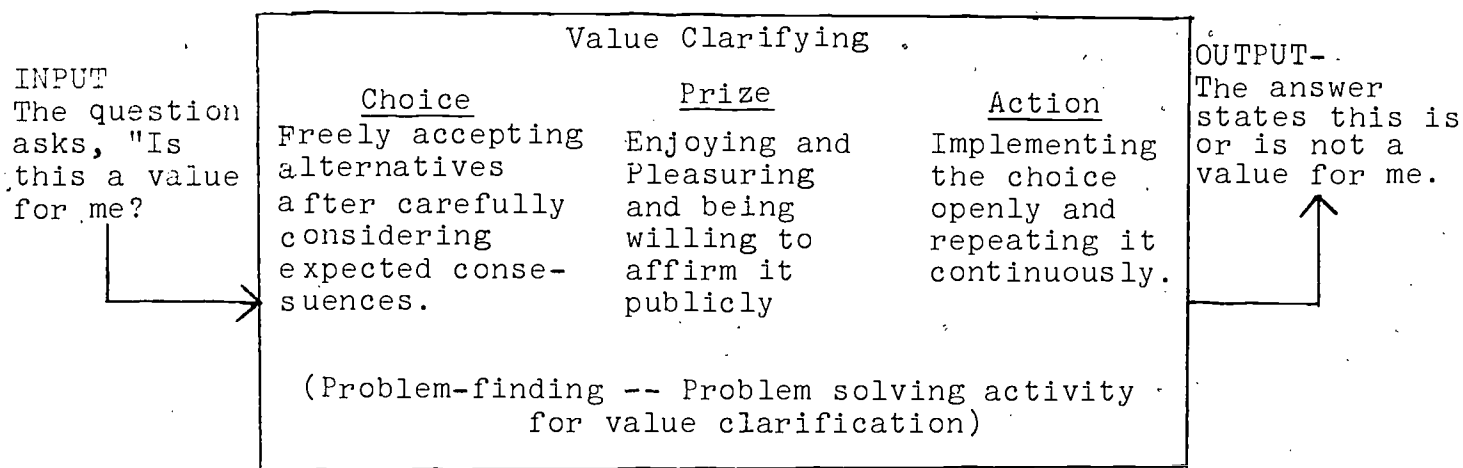 Value Clarifying
INPUT
The question
asks, "Is
this a value
for me?
Choice
Freely accepting
alternatives
after carefully
considering
expected conse-
suences.
Prize
Enjoying and
Pleasuring
and being
willing to
affirm it
publicly
Action
Implementing
the choice
openly and
repeating it
continuously.
(Problem-finding -- Problem solving activity
for value clarification)
OUTPUT-
The answer
states this is
or is not a
value for me.